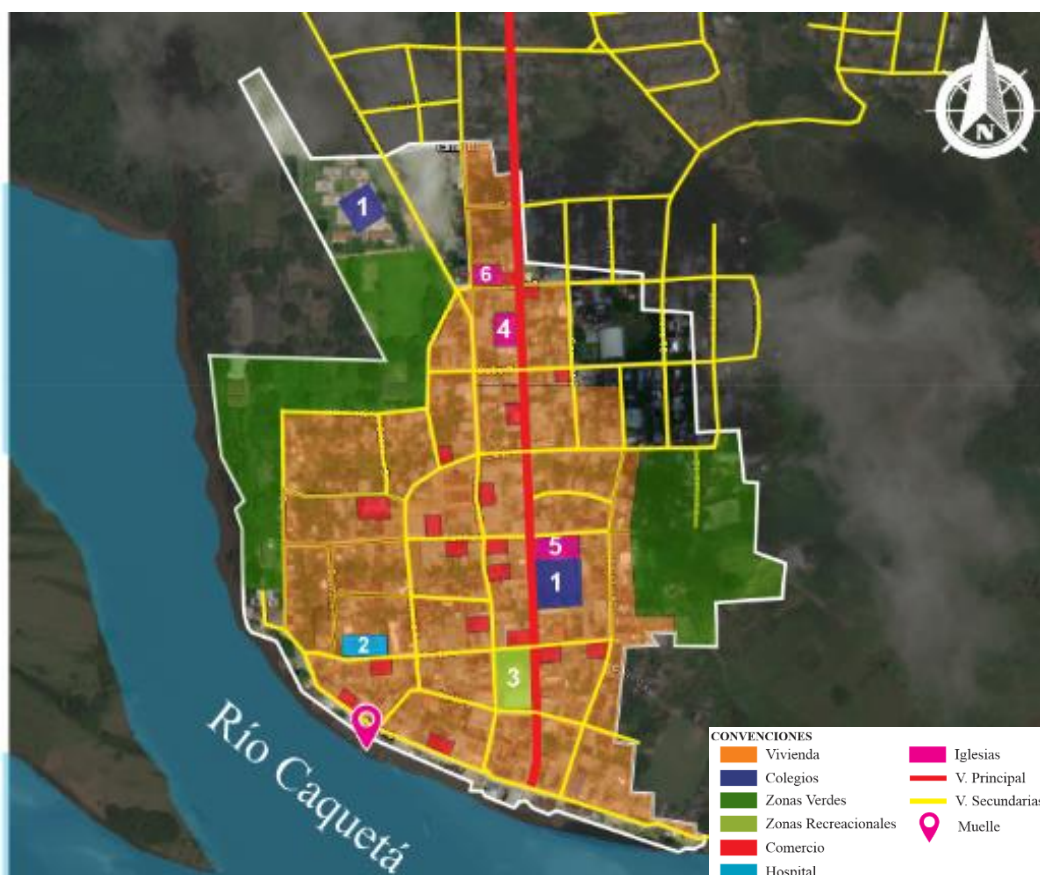 N
1
6
4
5
1
2
3
Río Caquetá
CONVENCIONES
Vivienda
Colegios
Zonas Verdes
Zonas Recreacionales
Comercio
Hospital
Iglesias
V. Principal
V. Secundarias
Muelle